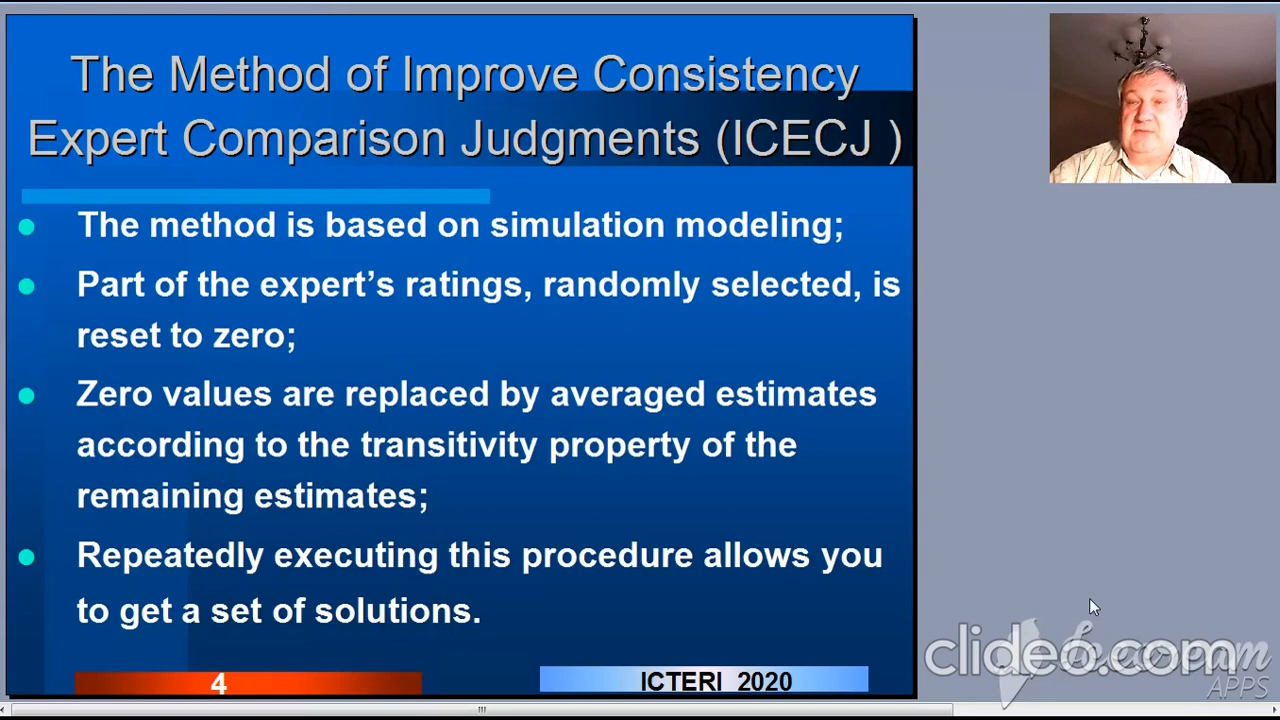 The Method of Improve Consistency
Expert Comparison Judgments (ICECJ )
The method is based on simulation modeling;
Part of the expert’s ratings, randomly selected, is
reset to zero;
Zero values are replaced by averaged estimates
according to the transitivity property of the
remaining estimates;
Repeatedly executing this procedure allows you
to get a set of solutions.
4
ICTERI 2020
clideo.com
APPS